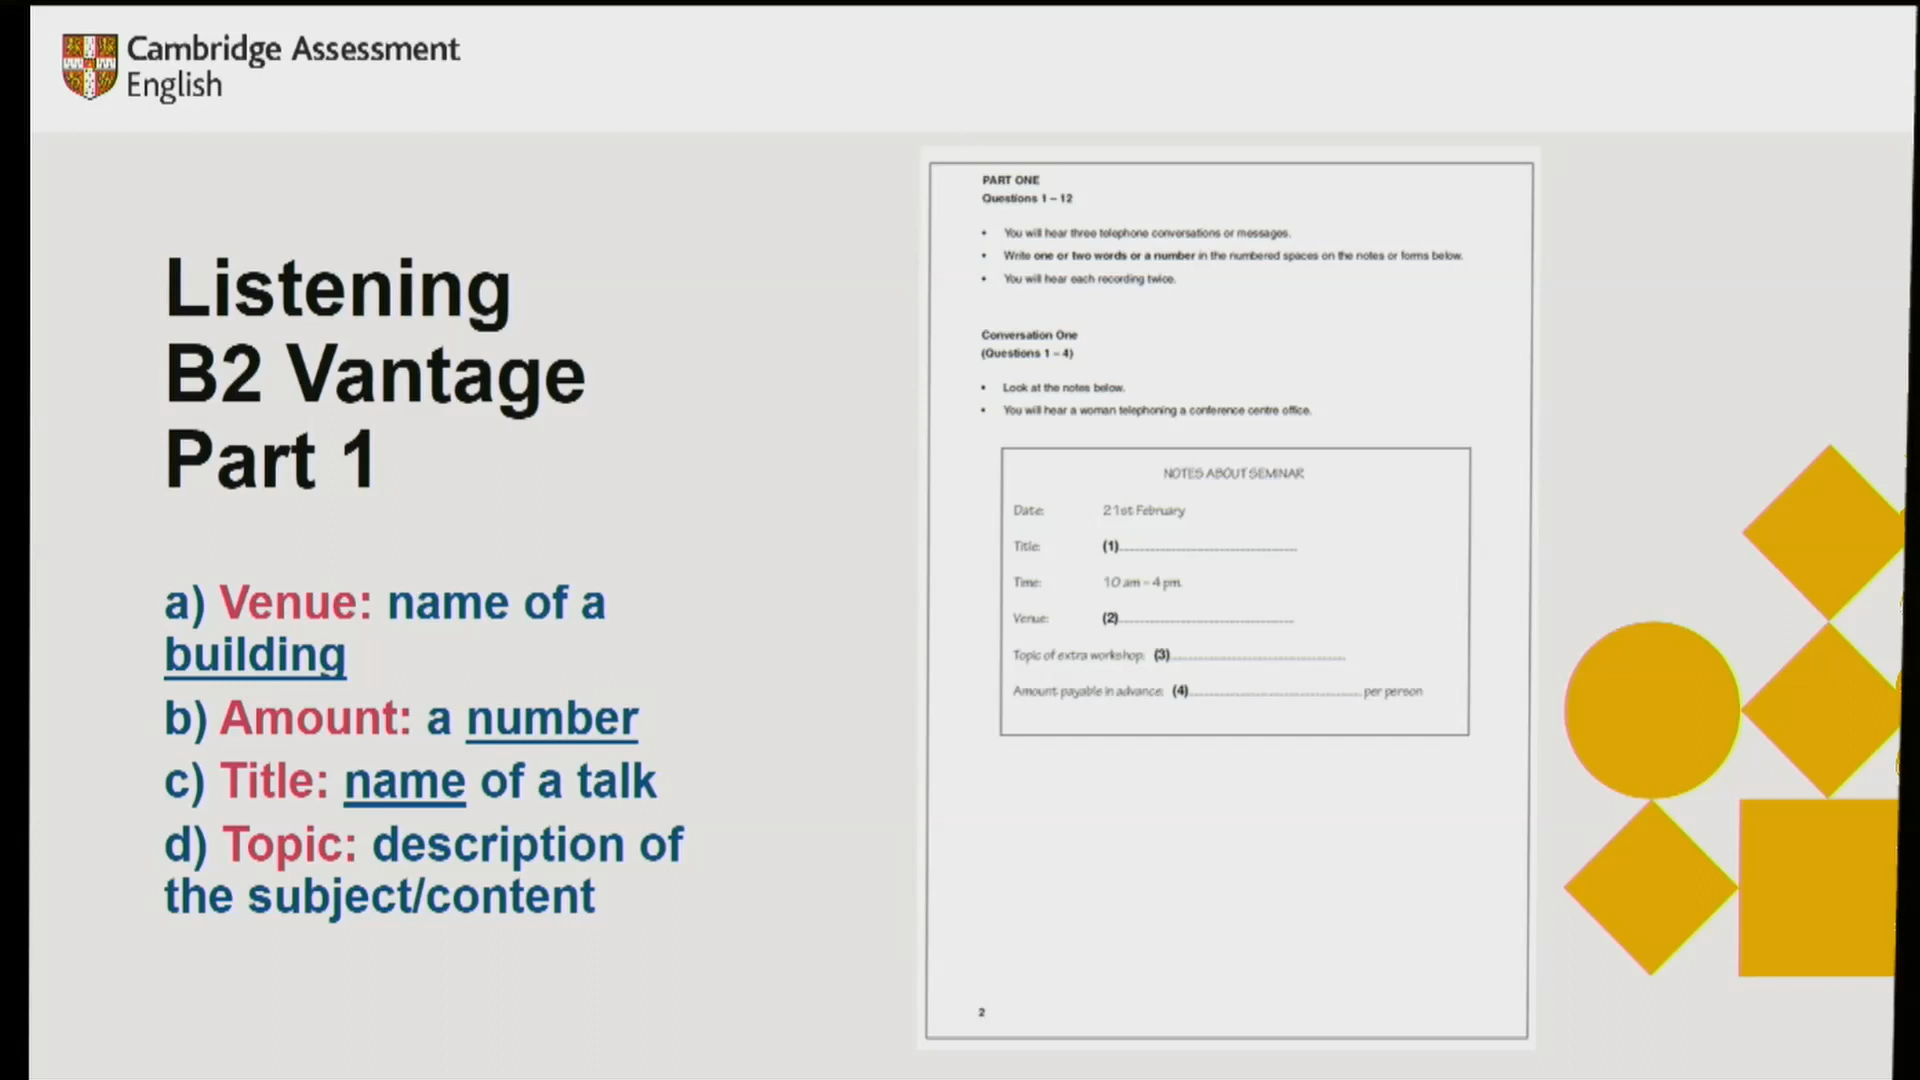 Cambridge Assessment
English
Listening
B2 Vantage
Part 1
a) Venue: name of a
building
b) Amount: a number
c) Title: name of a talk
d) Topic: description of
the subject/content
PART ONE
Questions 1 – 12
• You will hear three telephone conversations or messages.
• Write one or two words or a number in the numbered spaces on the notes or forms below.
• You will hear each recording twice.
Conversation One
(Questions 1 – 4)
• Look at the notes below.
• You will hear a woman telephoning a conference centre office.
NOTES ABOUT SEMINAR
Date: 21st February
Title: (1)
Time: 10 am – 4 pm
Venue: (2)
Topic of extra workshop: (3)
Amount payable in advance: (4) per person
2